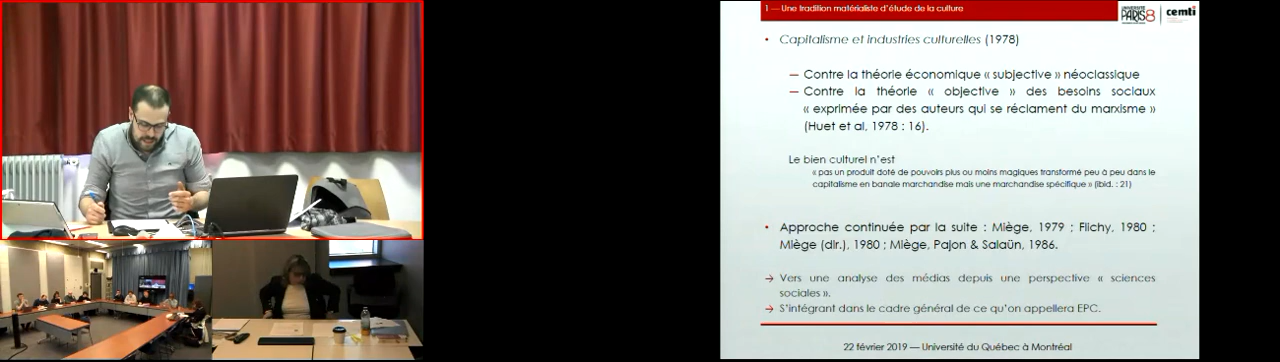 1 — Une tradition matérialiste d'étude de la culture
UNIVERSITÉ
PARIS8
cemti
• Capitalisme et industries culturelles (1978)
— Contre la théorie économique « subjective » néoclassique
— Contre la théorie « objective » des besoins sociaux
« exprimée par des auteurs qui se réclament du marxisme »
(Huet et al, 1978 : 16).
Le bien culturel n'est
« pas un produit doté de pouvoirs plus ou moins magiques transformé peu à peu dans le
capitalisme en banale marchandise mais une marchandise spécifique » (ibid. : 21)
• Approche continuée par la suite : Miège, 1979 ; Flichy, 1980 ;
Miège (dir.), 1980 ; Miège, Pajon & Salaün, 1986.
→ Vers une analyse des médias depuis une perspective « sciences
sociales ».
→ S'intégrant dans le cadre général de ce qu'on appellera EPC.
22 février 2019 — Université du Québec à Montréal